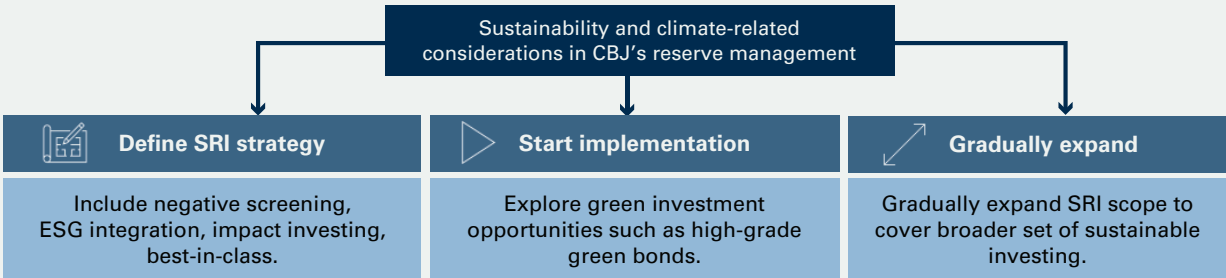 Sustainability and climate-related
considerations in CBJ's reserve management
Define SRI strategy
Include negative screening,
ESG integration, impact investing,
best-in-class.
Start implementation
Explore green investment
opportunities such as high-grade
green bonds.
Gradually expand
Gradually expand SRI scope to
cover broader set of sustainable
investing.